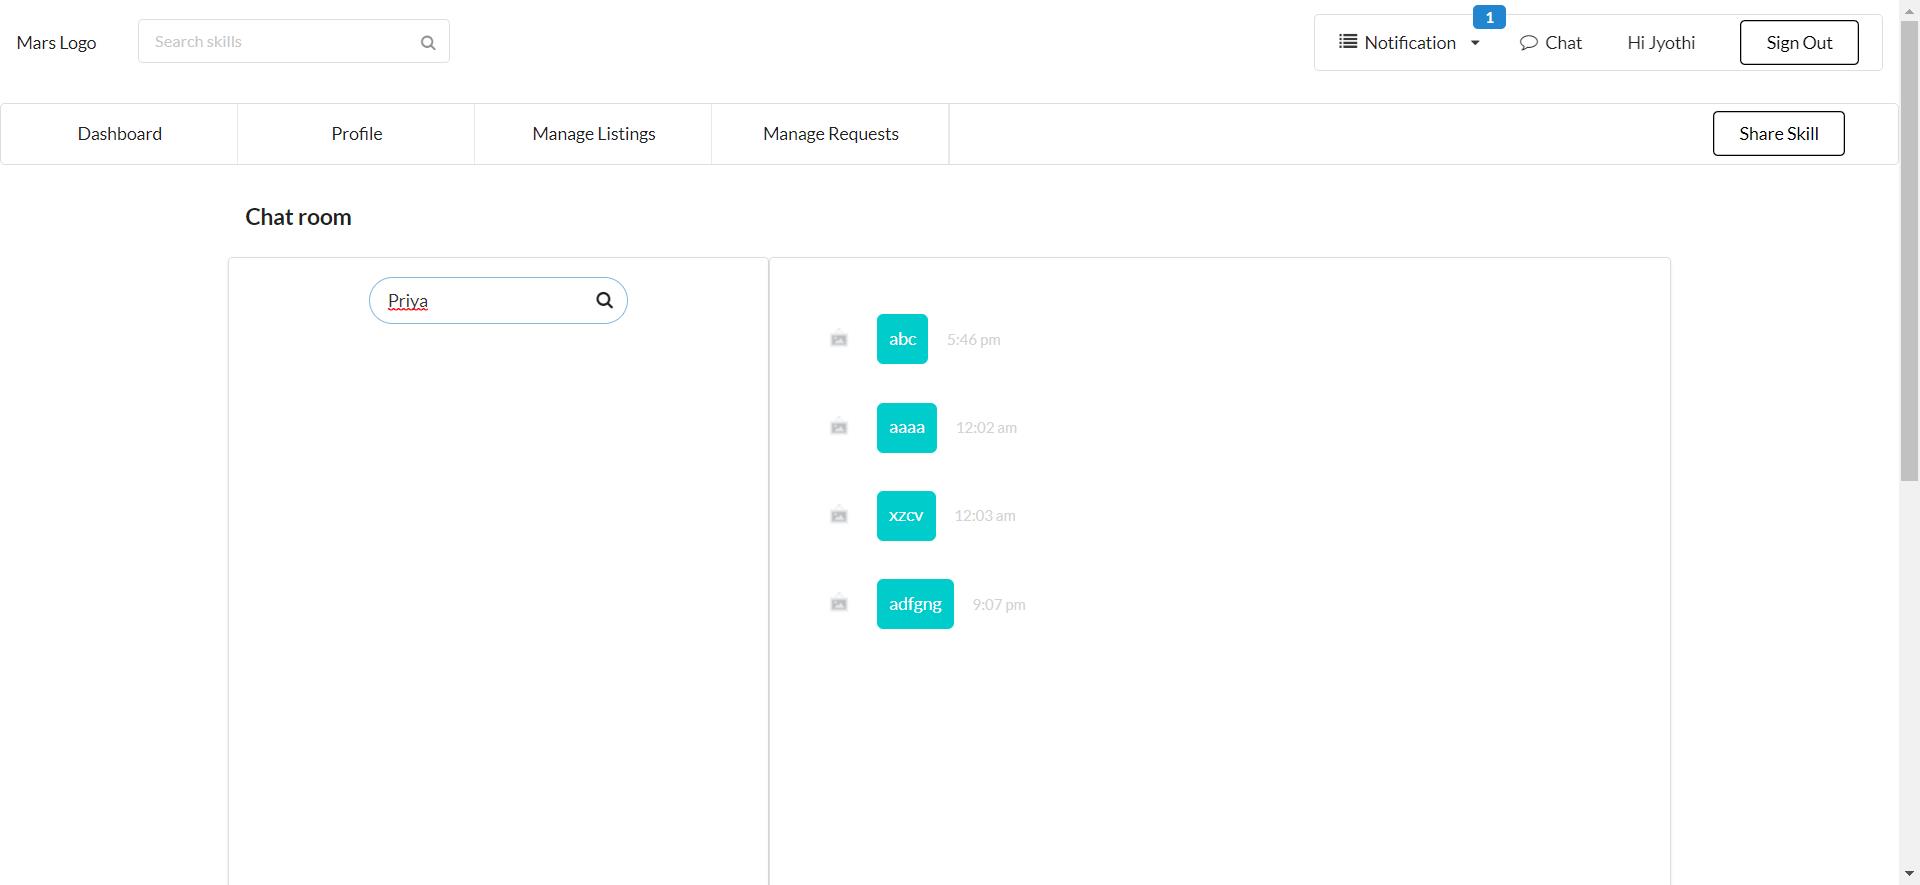 Mars Logo
Search skills
1
Notification
Chat
Hi Jyothi
Sign Out
Dashboard
Profile
Manage Listings
Manage Requests
Share Skill
Chat room
Priya
abc 5:46 pm
aaaa 12:02 am
xzcv 12:03 am
adfgng 9:07 pm